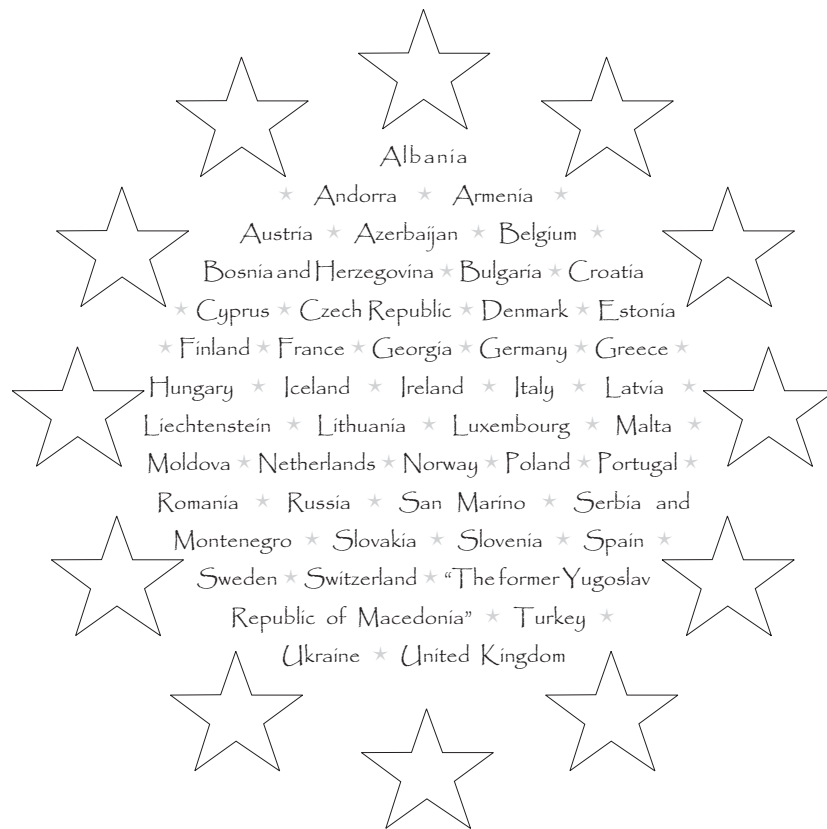 Albania
★ Andorra ★ Armenia ★
Austria ★ Azerbaijan ★ Belgium ★
Bosnia and Herzegovina ★ Bulgaria ★ Croatia
★ Cyprus ★ Czech Republic ★ Denmark ★ Estonia
★ Finland ★ France ★ Georgia ★ Germany ★ Greece ★
Hungary ★ Iceland ★ Ireland ★ Italy ★ Latvia ★
Liechtenstein ★ Lithuania ★ Luxembourg ★ Malta ★
Moldova ★ Netherlands ★ Norway ★ Poland ★ Portugal ★
Romania ★ Russia ★ San Marino ★ Serbia and
Montenegro ★ Slovakia ★ Slovenia ★ Spain ★
Sweden ★ Switzerland ★ “The former Yugoslav
Republic of Macedonia” ★ Turkey ★
Ukraine ★ United Kingdom